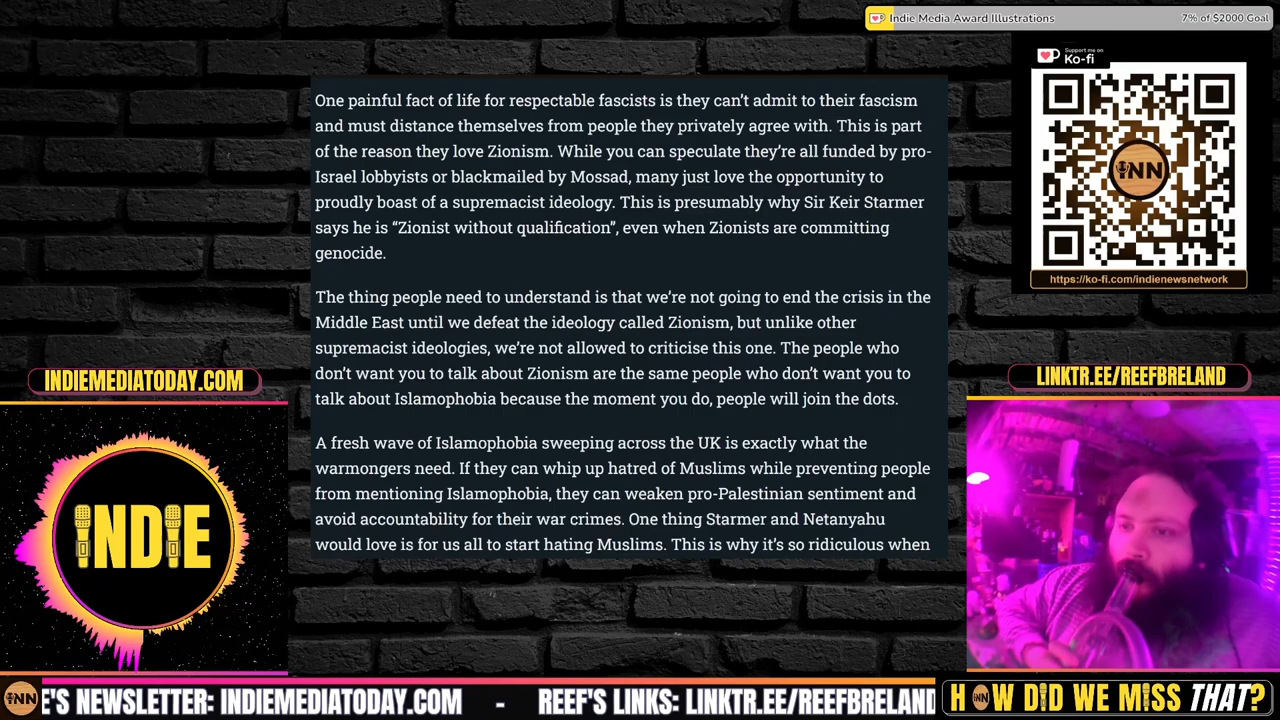 Indie Media Award Illustrations
7% of $2000 Goal
Support me on
Ko-fi
iNN
https://ko-fi.com/indienewsnetwork
One painful fact of life for respectable fascists is they can’t admit to their fascism
and must distance themselves from people they privately agree with. This is part
of the reason they love Zionism. While you can speculate they’re all funded by pro-
Israel lobbyists or blackmailed by Mossad, many just love the opportunity to
proudly boast of a supremacist ideology. This is presumably why Sir Keir Starmer
says he is “Zionist without qualification”, even when Zionists are committing
genocide.
The thing people need to understand is that we’re not going to end the crisis in the
Middle East until we defeat the ideology called Zionism, but unlike other
supremacist ideologies, we’re not allowed to criticise this one. The people who
don’t want you to talk about Zionism are the same people who don’t want you to
talk about Islamophobia because the moment you do, people will join the dots.
A fresh wave of Islamophobia sweeping across the UK is exactly what the
warmongers need. If they can whip up hatred of Muslims while preventing people
from mentioning Islamophobia, they can weaken pro-Palestinian sentiment and
avoid accountability for their war crimes. One thing Starmer and Netanyahu
would love is for us all to start hating Muslims. This is why it’s so ridiculous when
INDIEMEDIATODAY.COM
INDIE
LINKTR.EE/REEFBRELAND
iNN
E'S NEWSLETTER: INDIEMEDIATODAY.COM - REEF'S LINKS: LINKTR.EE/REEFBRELAND
HOW DID WE MISS THAT?